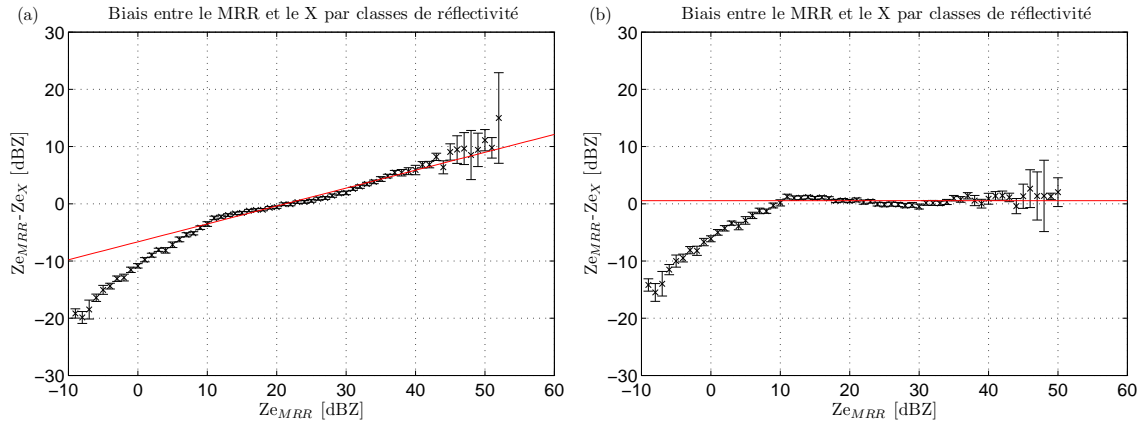 (a) Biais entre le MRR et le X par classes de réflectivité
30
20
10
0
−10
−20
−30
Ze_MRR-Ze_X [dBZ]
−10 0 10 20 30 40 50 60
Ze_MRR [dBZ]
(b) Biais entre le MRR et le X par classes de réflectivité
30
20
10
0
−10
−20
−30
Ze_MRR-Ze_X [dBZ]
−10 0 10 20 30 40 50 60
Ze_MRR [dBZ]